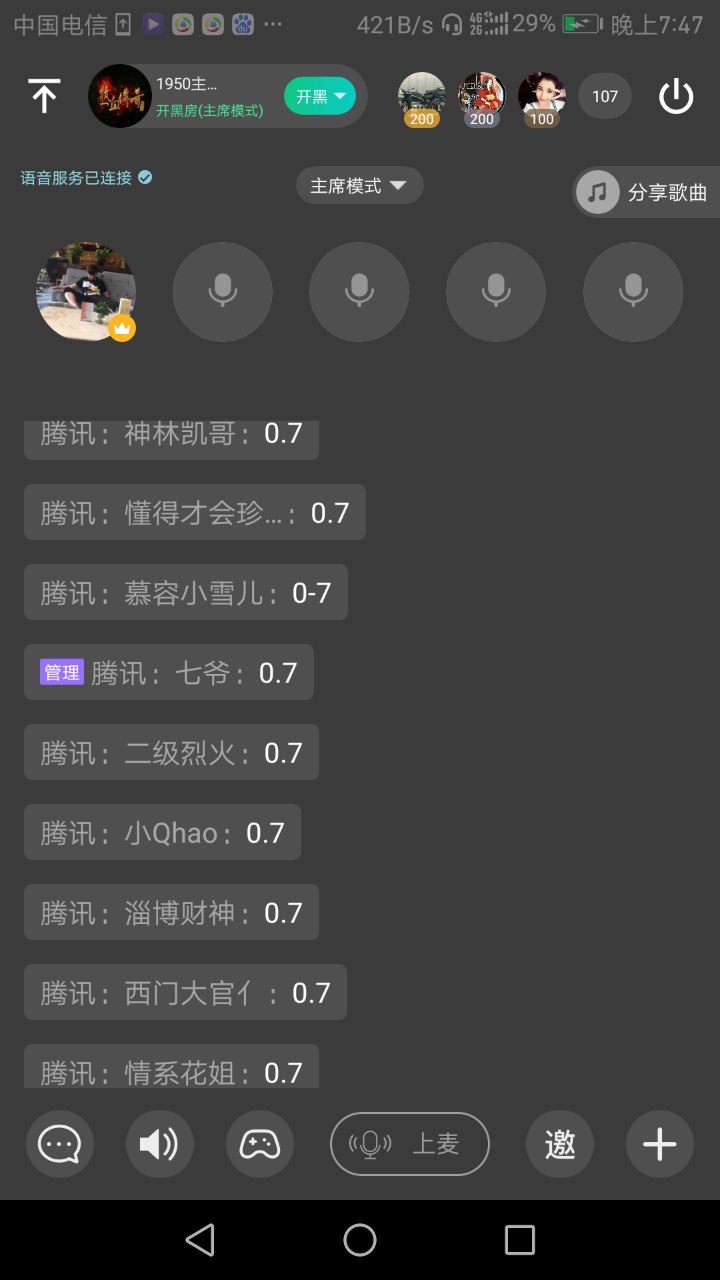 中国电信 421B/s 4G 2G 29% 晚上7:47
1950主...
开黑房(主席模式)
开黑
200
200
100
107
语音服务已连接
主席模式
分享歌曲
腾讯：神林凯哥：0.7
腾讯：懂得才会珍...：0.7
腾讯：慕容小雪儿：0-7
管理 腾讯：七爷：0.7
腾讯：二级烈火：0.7
腾讯：小Qhao：0.7
腾讯：淄博财神：0.7
腾讯：西门大官亻：0.7
腾讯：情系花姐：0.7
上麦
邀